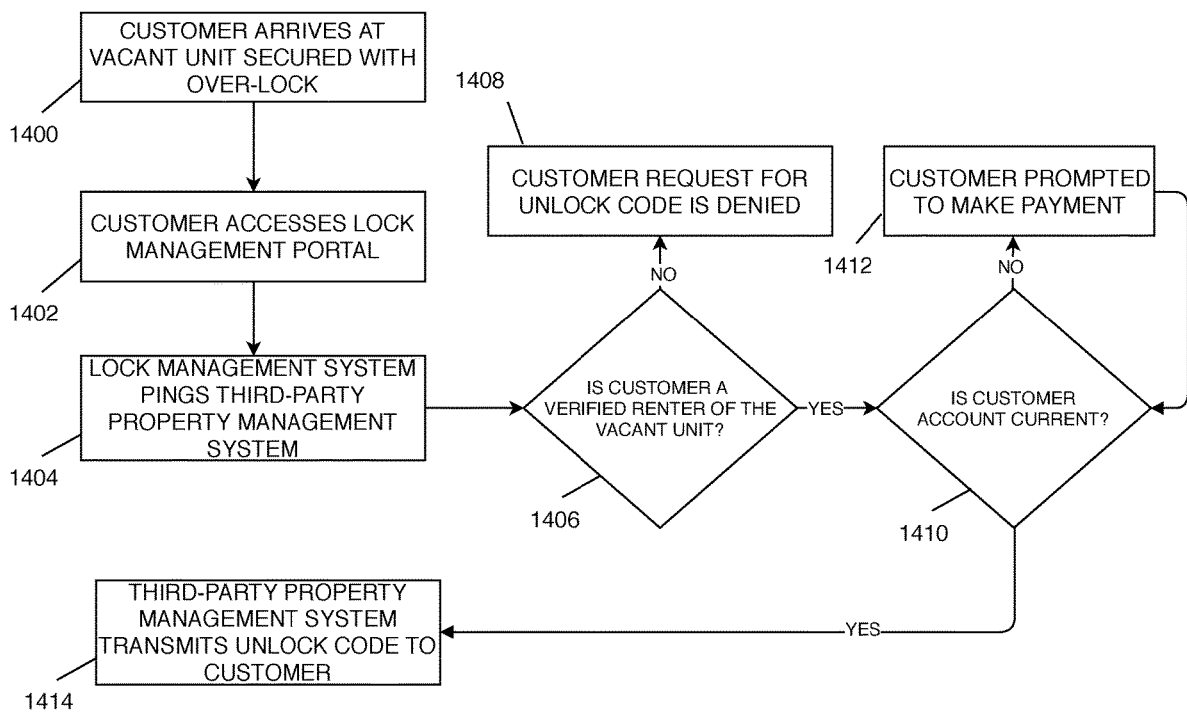 CUSTOMER ARRIVES AT
VACANT UNIT SECURED WITH
OVER-LOCK
1400
CUSTOMER ACCESSES LOCK
MANAGEMENT PORTAL
1402
LOCK MANAGEMENT SYSTEM
PINGS THIRD-PARTY
PROPERTY MANAGEMENT
SYSTEM
1404
IS CUSTOMER A
VERIFIED RENTER OF THE
VACANT UNIT?
1406
NO
1408
CUSTOMER REQUEST FOR
UNLOCK CODE IS DENIED
YES
IS CUSTOMER
ACCOUNT CURRENT?
1410
NO
CUSTOMER PROMPTED
TO MAKE PAYMENT
1412
YES
THIRD-PARTY PROPERTY
MANAGEMENT SYSTEM
TRANSMITS UNLOCK CODE TO
CUSTOMER
1414